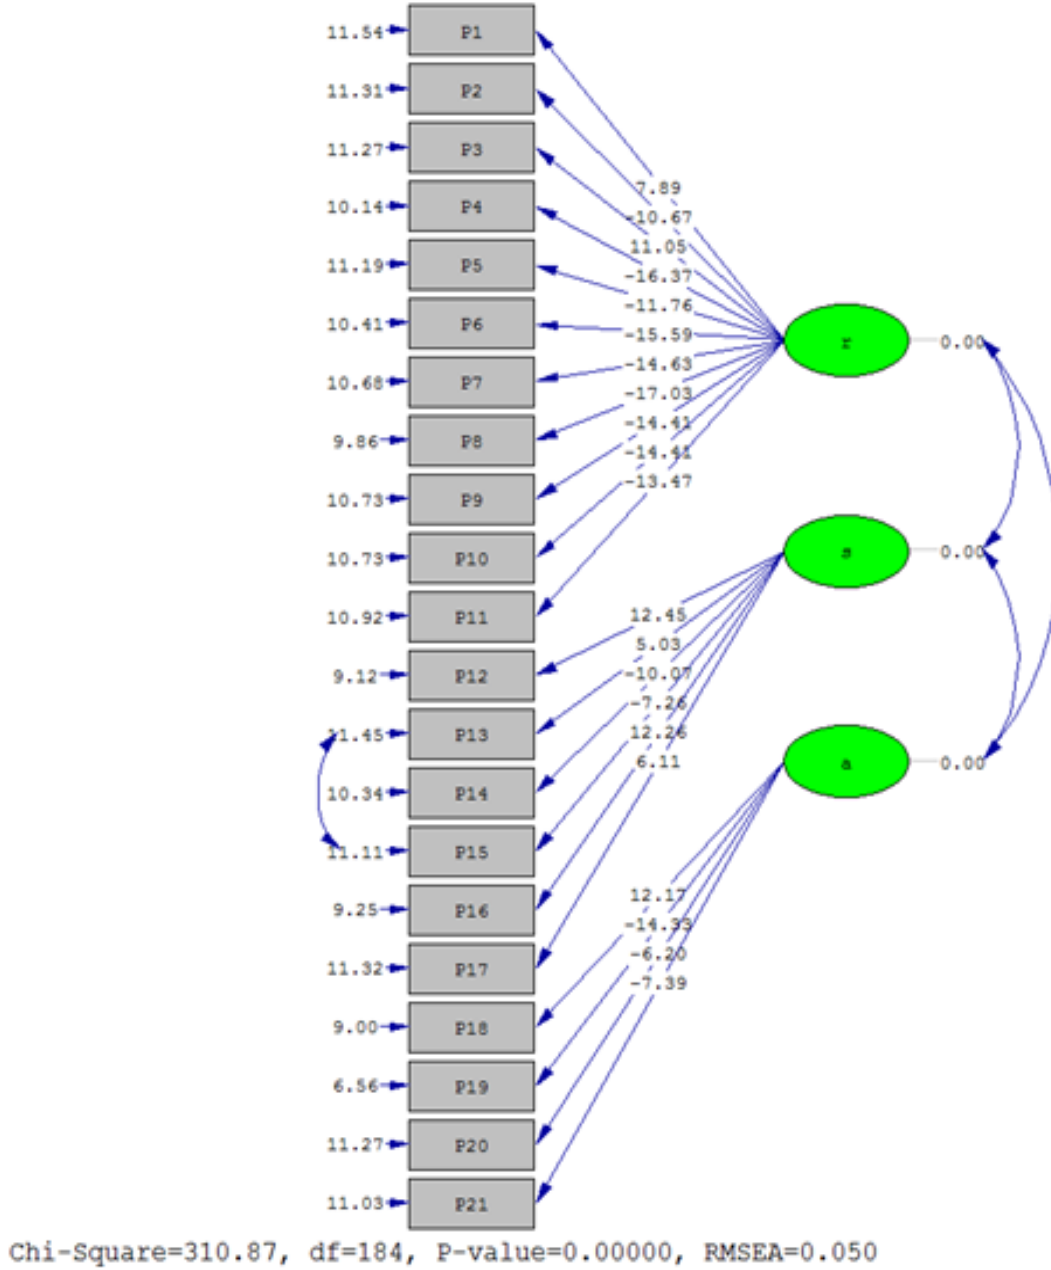 11.54 P1
11.31 P2
11.27 P3
10.14 P4
11.19 P5
10.41 P6
10.68 P7
9.86 P8
10.73 P9
10.73 P10
10.92 P11
9.12 P12
11.45 P13
10.34 P14
11.11 P15
9.25 P16
11.32 P17
9.00 P18
6.56 P19
11.27 P20
11.03 P21
7.89
-10.67
11.05
-16.37
-11.76
-15.59
-14.63
-17.03
-14.41
-14.41
-13.47
12.45
5.03
-10.07
-7.26
12.26
6.11
12.17
-14.33
-6.20
-7.39
0.00
s 0.00
a 0.00
Chi-Square=310.87, df=184, P-value=0.00000, RMSEA=0.050